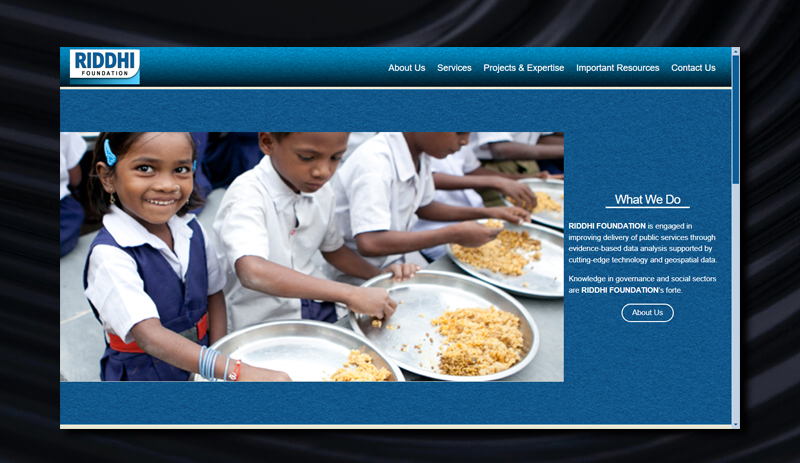 RIDDHI
FOUNDATION
About Us Services Projects & Expertise Important Resources Contact Us
What We Do
RIDDHI FOUNDATION is engaged in
improving delivery of public services through
evidence-based data analysis supported by
cutting-edge technology and geospatial data.
Knowledge in governance and social sectors
are RIDDHI FOUNDATION's forte.
About Us